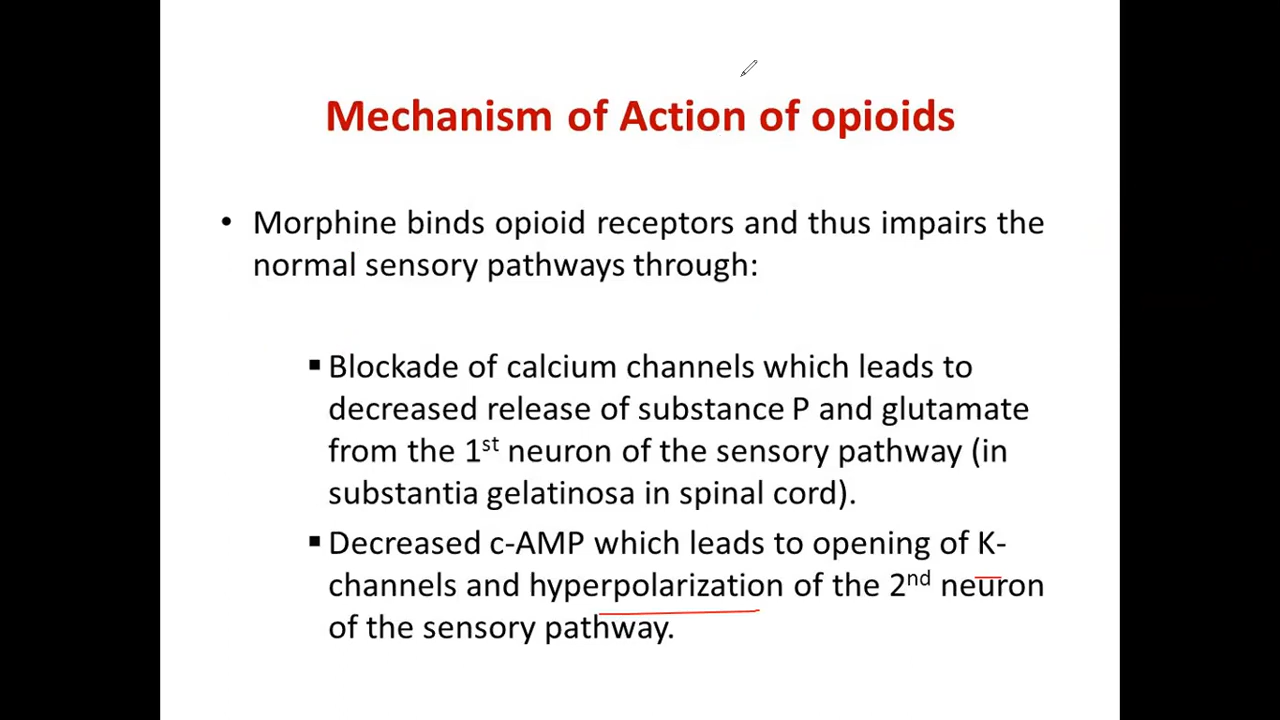 Mechanism of Action of opioids
• Morphine binds opioid receptors and thus impairs the
normal sensory pathways through:
▪ Blockade of calcium channels which leads to
decreased release of substance P and glutamate
from the 1st neuron of the sensory pathway (in
substantia gelatinosa in spinal cord).
▪ Decreased c-AMP which leads to opening of K-
channels and hyperpolarization of the 2nd neuron
of the sensory pathway.